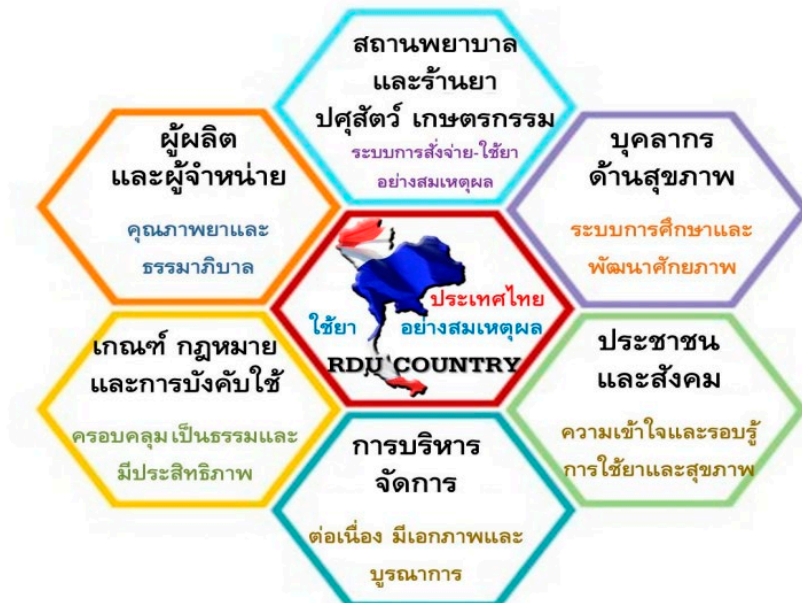 สถานพยาบาล
และร้านยา
ปศุสัตว์ เกษตรกรรม
ระบบการสั่งจ่าย-ใช้ยา
อย่างสมเหตุผล
ผู้ผลิต
และผู้จำหน่าย
คุณภาพยาและ
ธรรมาภิบาล
บุคลากร
ด้านสุขภาพ
ระบบการศึกษาและ
พัฒนาศักยภาพ
ประเทศไทย
ใช้ยา อย่างสมเหตุผล
RDU COUNTRY
เกณฑ์ กฎหมาย
และการบังคับใช้
ครอบคลุม เป็นธรรมและ
มีประสิทธิภาพ
ประชาชน
และสังคม
ความเข้าใจและรอบรู้
การใช้ยาและสุขภาพ
การบริหาร
จัดการ
ต่อเนื่อง มีเอกภาพและ
บูรณาการ